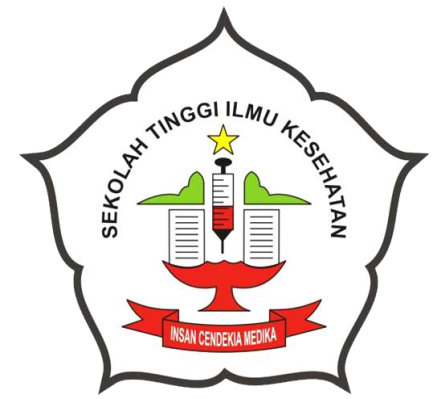 SEKOLAH TINGGI ILMU KESEHATAN
INSAN CENDEKIA MEDIKA